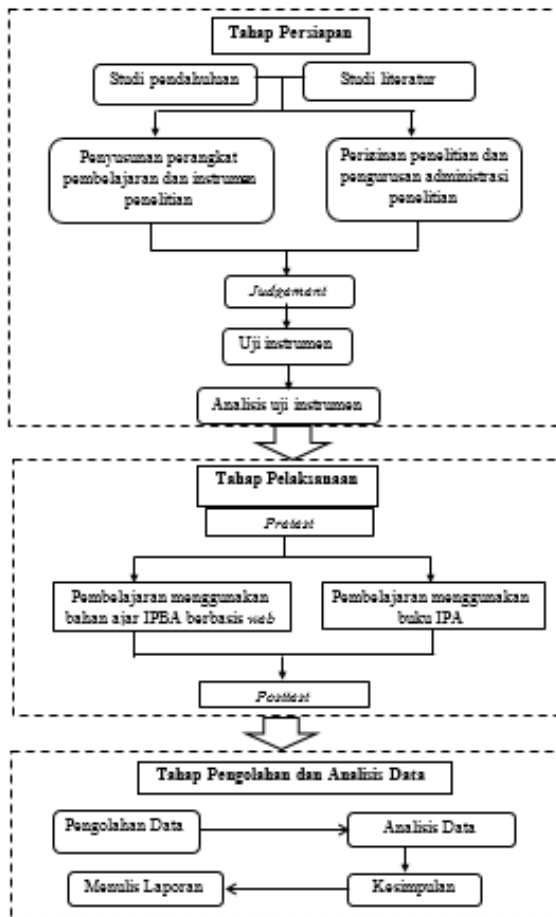 Tahap Persiapan
Studi pendahuluan
Studi literatur
Penyusunan perangkat
pembelajaran dan instrumen
penelitian
Perizinan penelitian dan
pengurusan administrasi
penelitian
Judgement
Uji instrumen
Analisis uji instrumen
Tahap Pelaksanaan
Pretest
Pembelajaran menggunakan
bahan ajar IPBA berbasis web
Pembelajaran menggunakan
buku IPA
Posttest
Tahap Pengolahan dan Analisis Data
Pengolahan Data
Analisis Data
Kesimpulan
Menulis Laporan